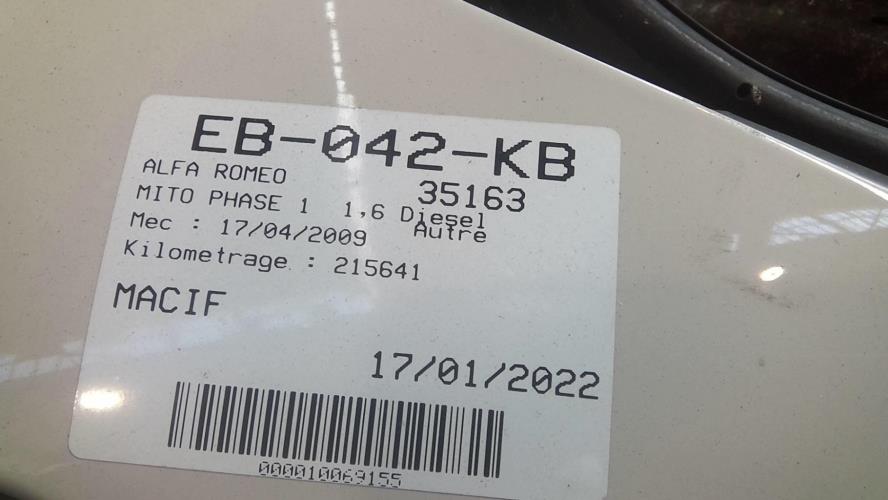 EB-042-KB
ALFA ROMEO 35163
MITO PHASE 1 1,6 Diesel
Mec : 17/04/2009 Autre
Kilometrage : 215641
MACIF
17/01/2022
000010069155